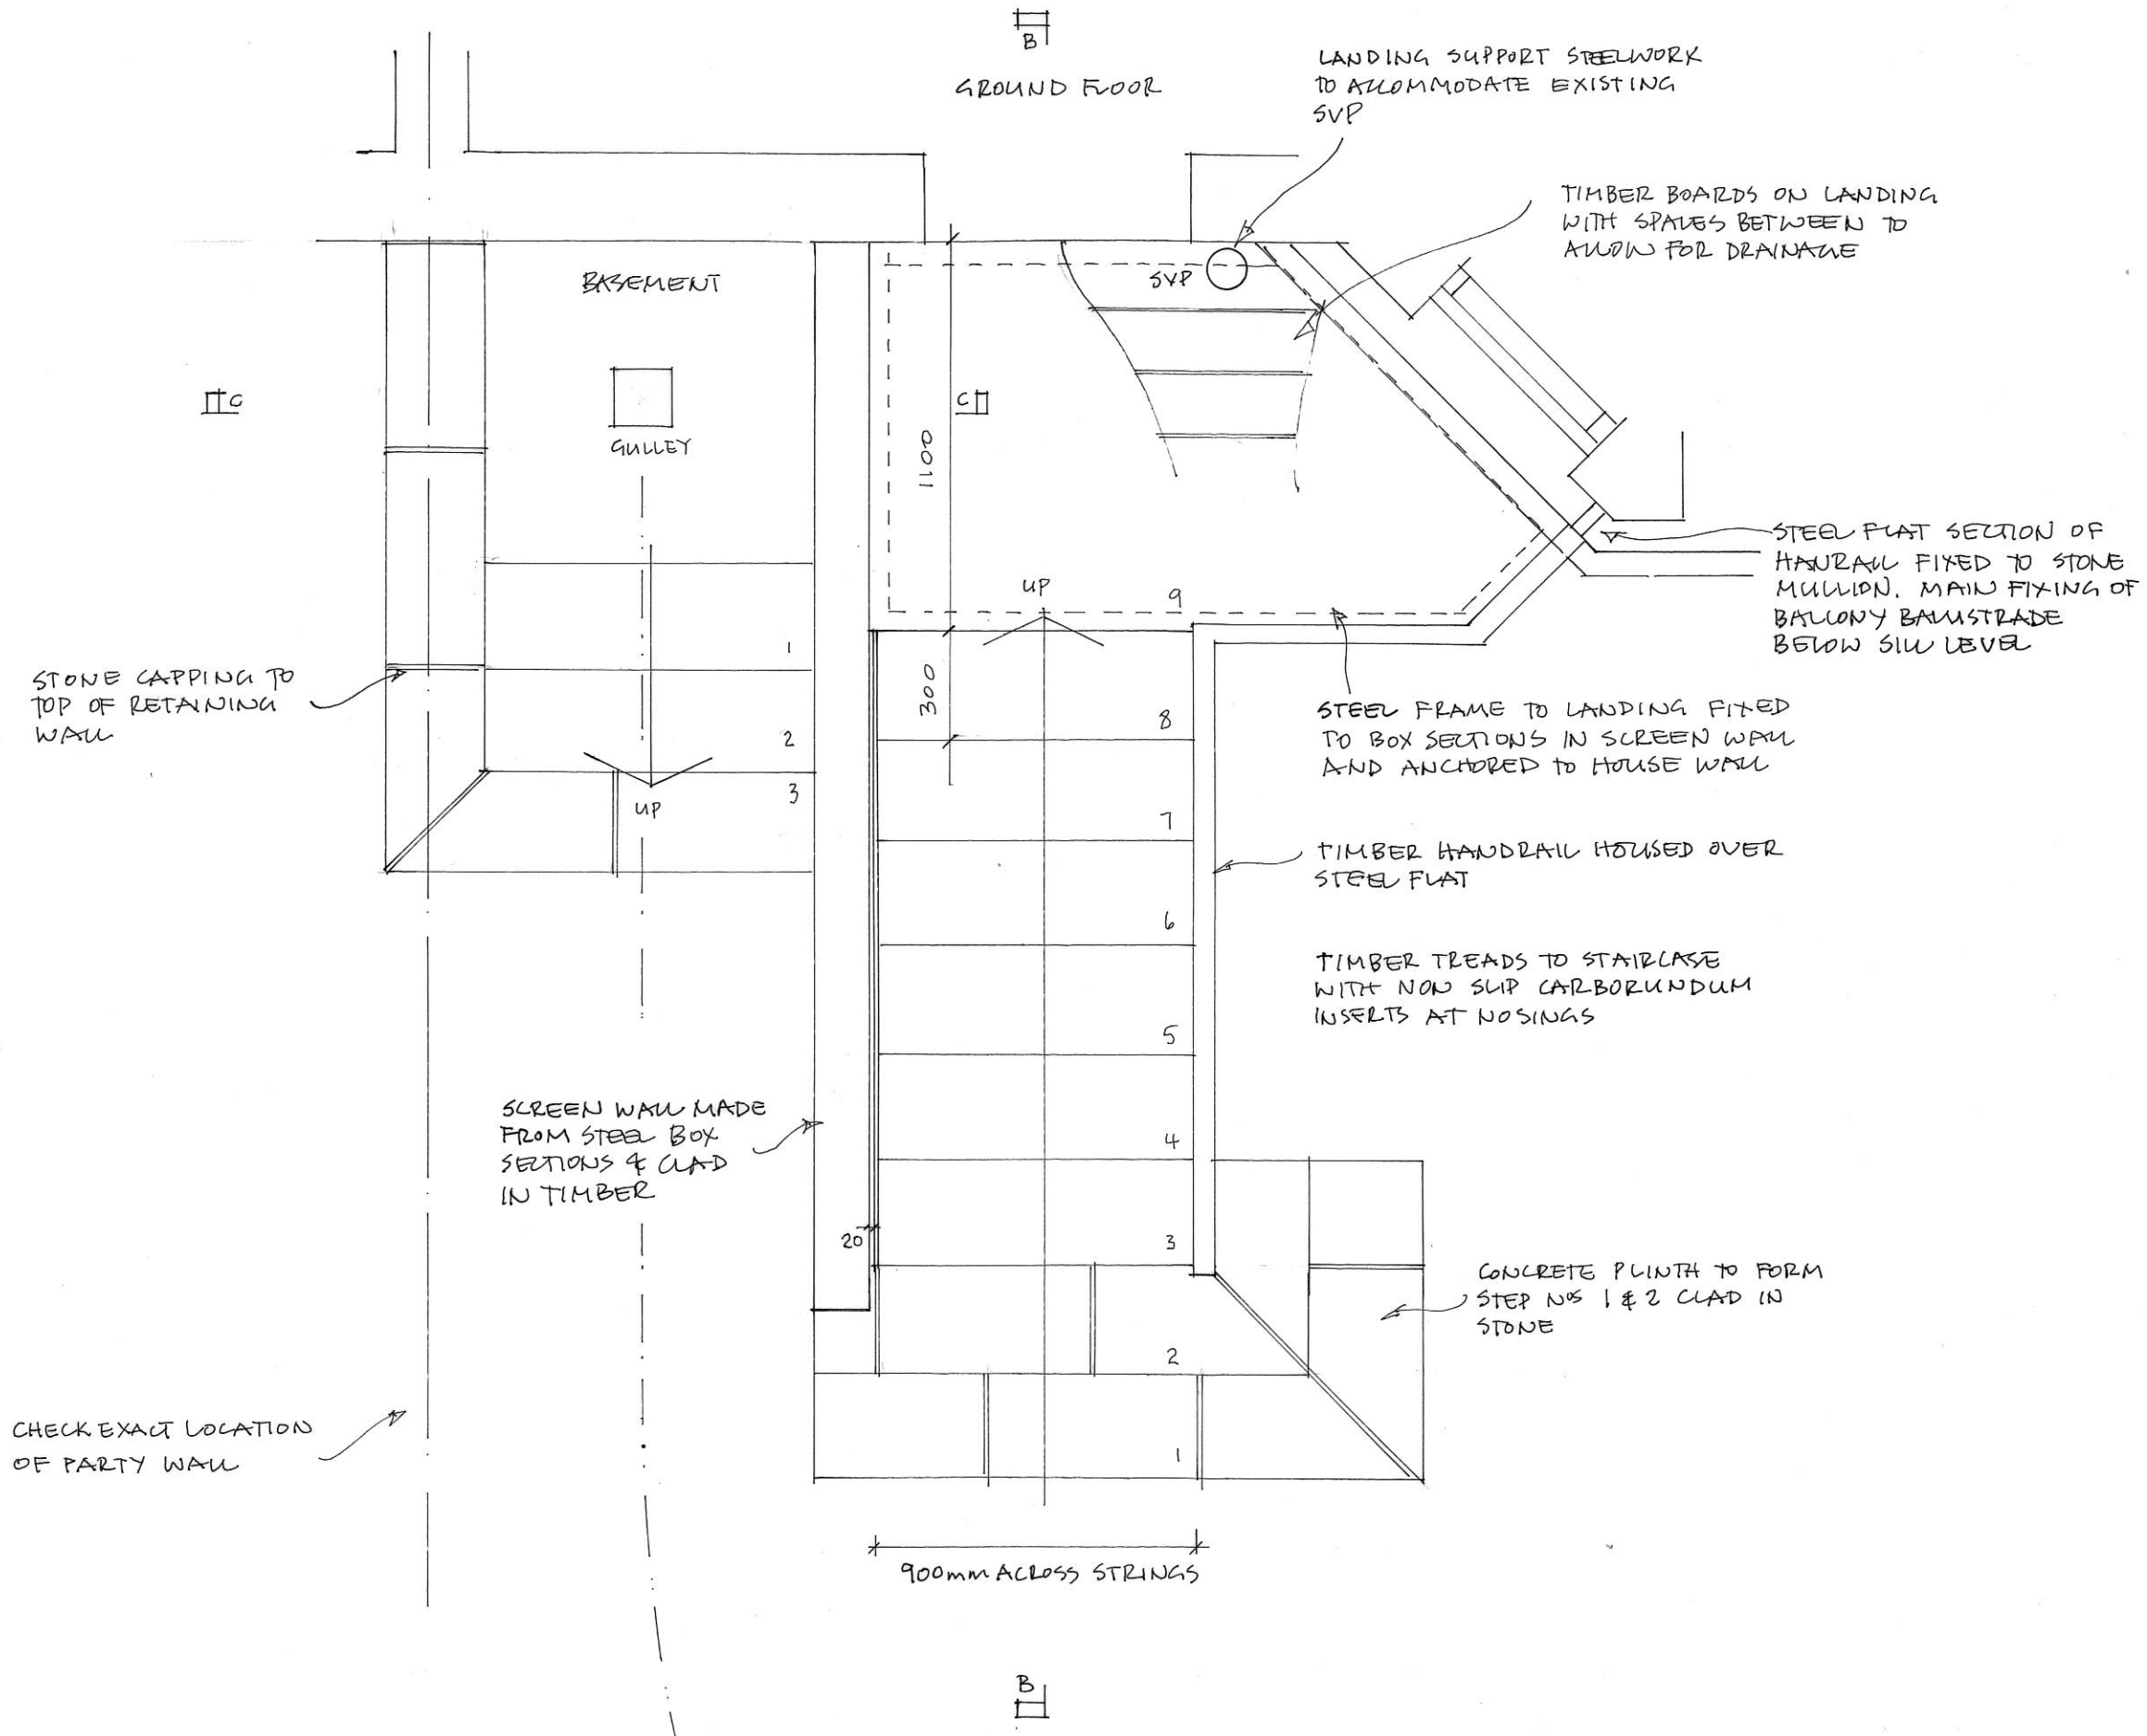 B
GROUND FLOOR
LANDING SUPPORT STEELWORK
TO ACCOMMODATE EXISTING
SVP
TIMBER BOARDS ON LANDING
WITH SPACES BETWEEN TO
ALLOW FOR DRAINAGE
BASEMENT
SVP
C
C
GULLEY
1100
STEEL FLAT SECTION OF
HANRAIL FIXED TO STONE
MULLION. MAIN FIXING OF
BALCONY BALUSTRADE
BELOW SILL LEVEL
UP
9
1
STONE CAPPING TO
TOP OF RETAINING
WALL
300
8
2
3
UP
STEEL FRAME TO LANDING FIXED
TO BOX SECTIONS IN SCREEN WALL
AND ANCHORED TO HOUSE WALL
7
TIMBER HANDRAIL HOUSED OVER
STEEL FLAT
6
TIMBER TREADS TO STAIRCASE
WITH NON SLIP CARBORUNDUM
INSERTS AT NOSINGS
5
SCREEN WALL MADE
FROM STEEL BOX
SECTIONS & CLAD
IN TIMBER
4
20
3
CONCRETE PLINTH TO FORM
STEP NOS 1 & 2 CLAD IN
STONE
2
CHECK EXACT LOCATION
OF PARTY WALL
1
900mm ACROSS STRINGS
B